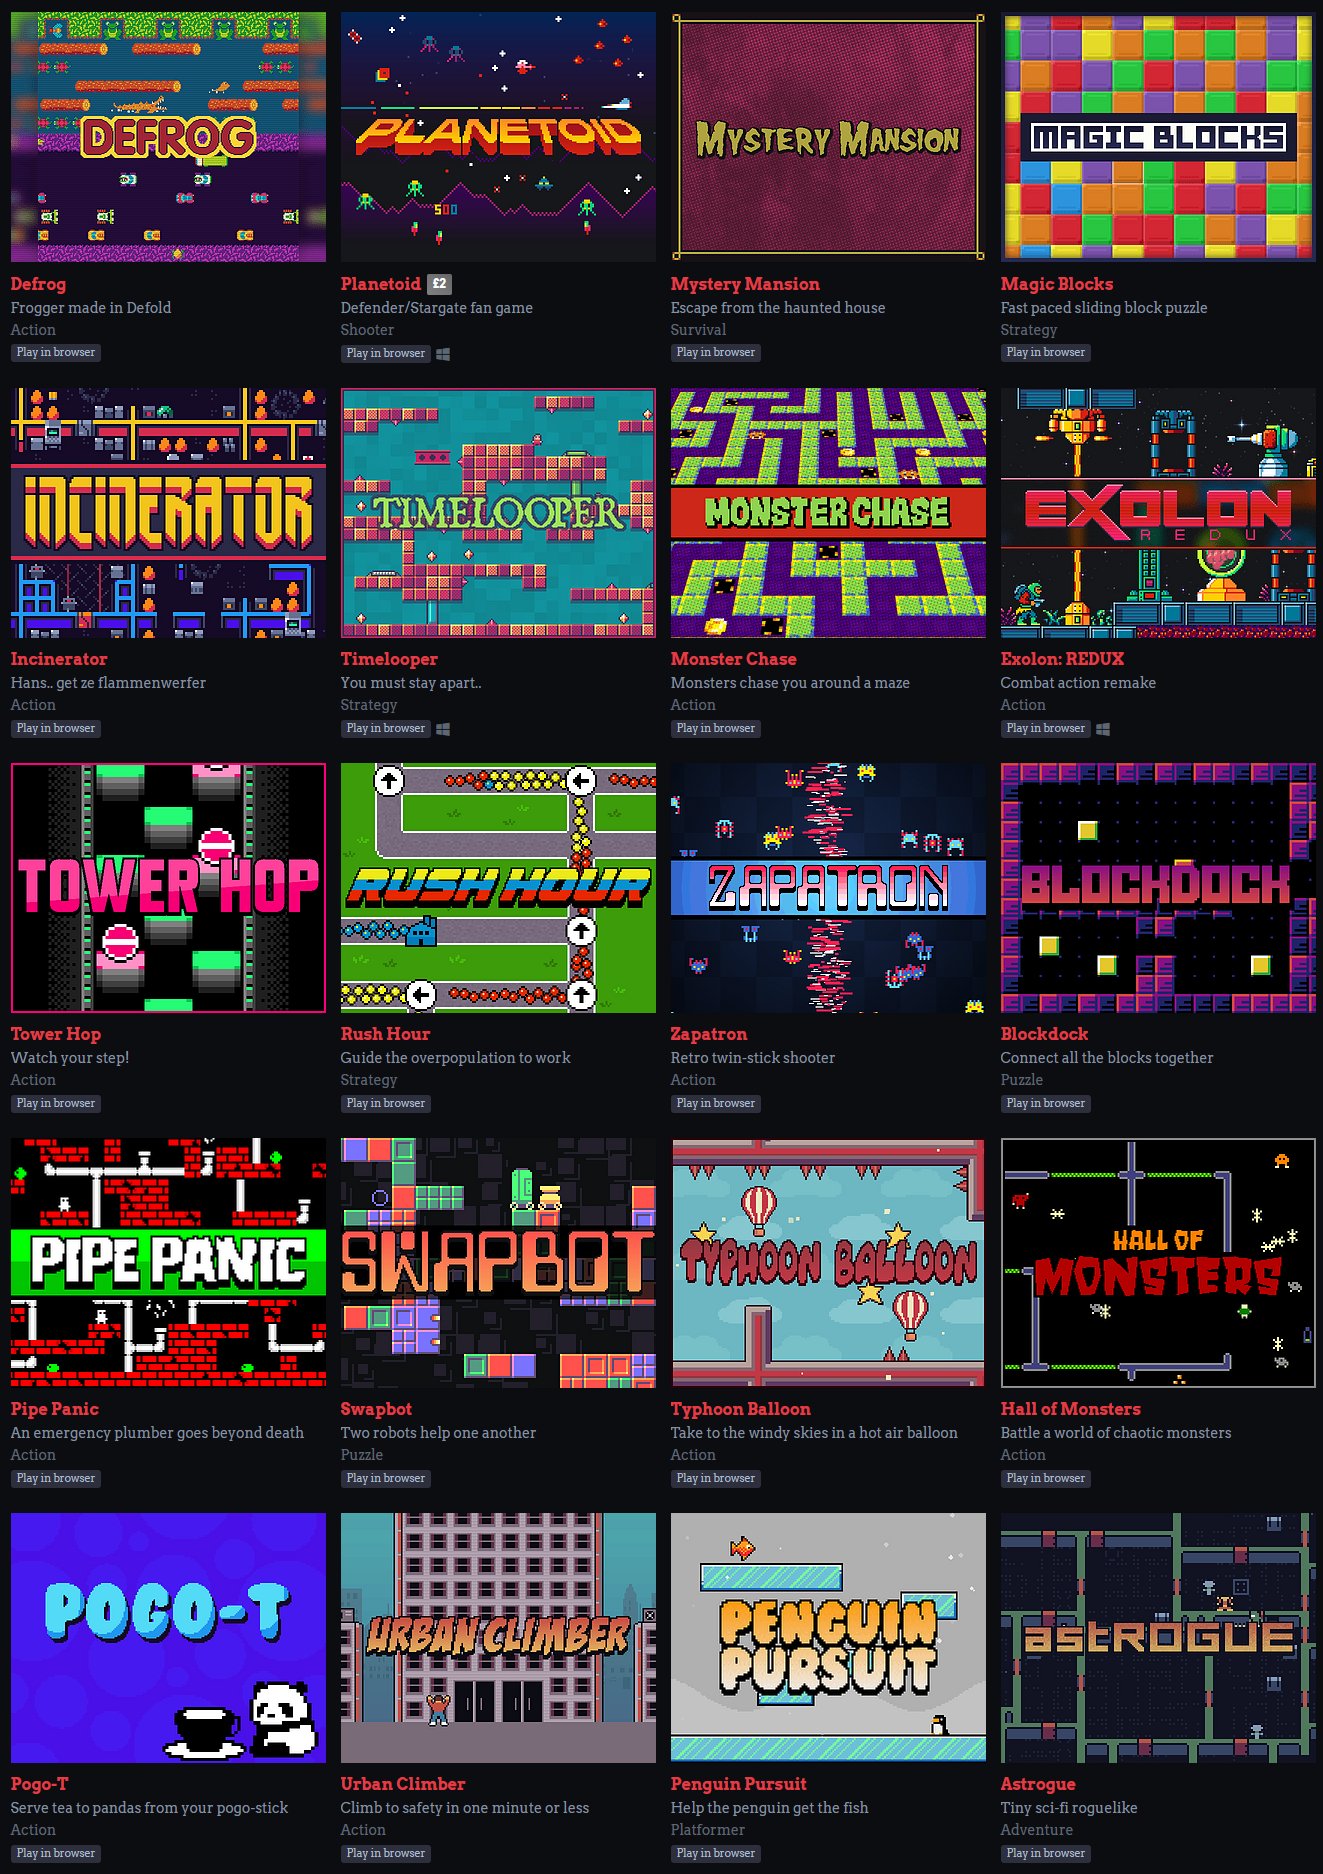 DEFROG
PLANETOID
500
MYSTERY MANSION
MAGIC BLOCKS
Defrog
Frogger made in Defold
Action
Play in browser
Planetoid £2
Defender/Stargate fan game
Shooter
Play in browser
Mystery Mansion
Escape from the haunted house
Survival
Play in browser
Magic Blocks
Fast paced sliding block puzzle
Strategy
Play in browser
INCINERATOR
TIMELOOPER
MONSTER CHASE
EXOLON
REDUX
Incinerator
Hans.. get ze flammenwerfer
Action
Play in browser
Timelooper
You must stay apart..
Strategy
Play in browser
Monster Chase
Monsters chase you around a maze
Action
Play in browser
Exolon: REDUX
Combat action remake
Action
Play in browser
TOWER HOP
RUSH HOUR
ZAPATRON
BLOCKDOCK
Tower Hop
Watch your step!
Action
Play in browser
Rush Hour
Guide the overpopulation to work
Strategy
Play in browser
Zapatron
Retro twin-stick shooter
Action
Play in browser
Blockdock
Connect all the blocks together
Puzzle
Play in browser
PIPE PANIC
SWAPBOT
TYPHOON BALLOON
HALL OF
MONSTERS
Pipe Panic
An emergency plumber goes beyond death
Action
Play in browser
Swapbot
Two robots help one another
Puzzle
Play in browser
Typhoon Balloon
Take to the windy skies in a hot air balloon
Action
Play in browser
Hall of Monsters
Battle a world of chaotic monsters
Action
Play in browser
POGO-T
URBAN CLIMBER
PENGUIN
PURSUIT
ASTROGUE
Pogo-T
Serve tea to pandas from your pogo-stick
Action
Play in browser
Urban Climber
Climb to safety in one minute or less
Action
Play in browser
Penguin Pursuit
Help the penguin get the fish
Platformer
Play in browser
Astrogue
Tiny sci-fi roguelike
Adventure
Play in browser